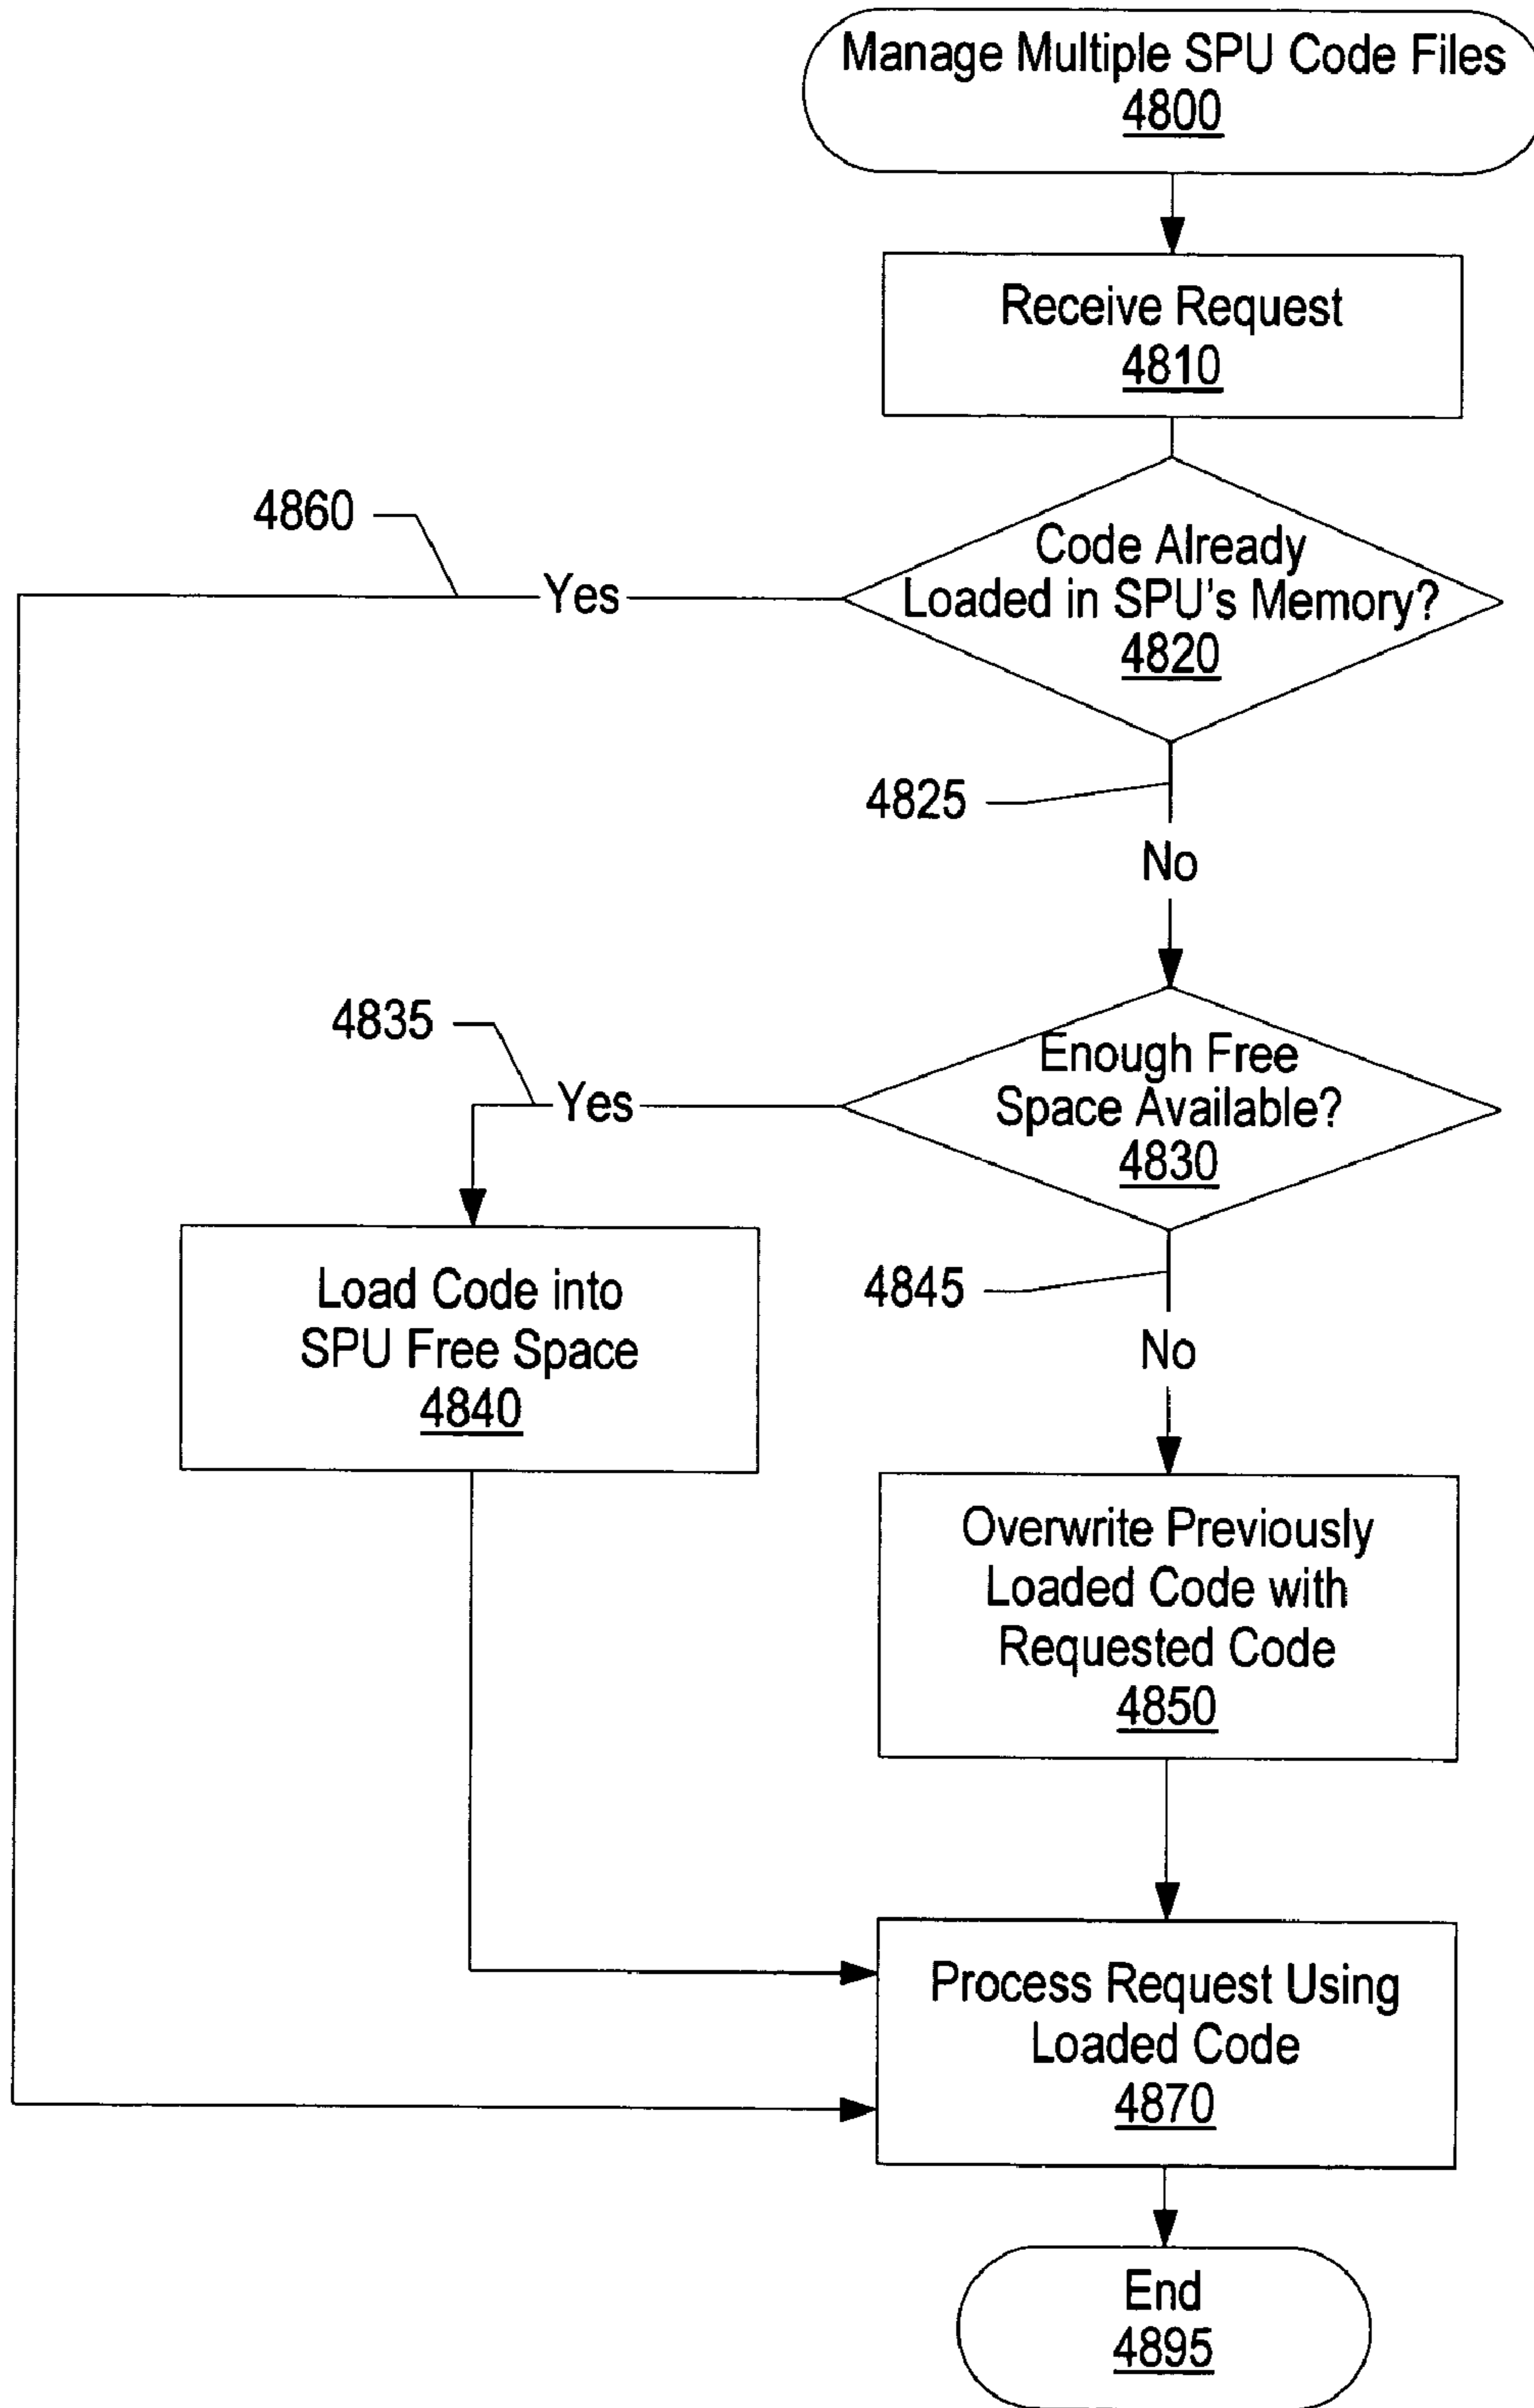 Manage Multiple SPU Code Files
4800
Receive Request
4810
Code Already
Loaded in SPU's Memory?
4820
4860
Yes
4825
No
Enough Free
Space Available?
4830
4835
Yes
Load Code into
SPU Free Space
4840
4845
No
Overwrite Previously
Loaded Code with
Requested Code
4850
Process Request Using
Loaded Code
4870
End
4895